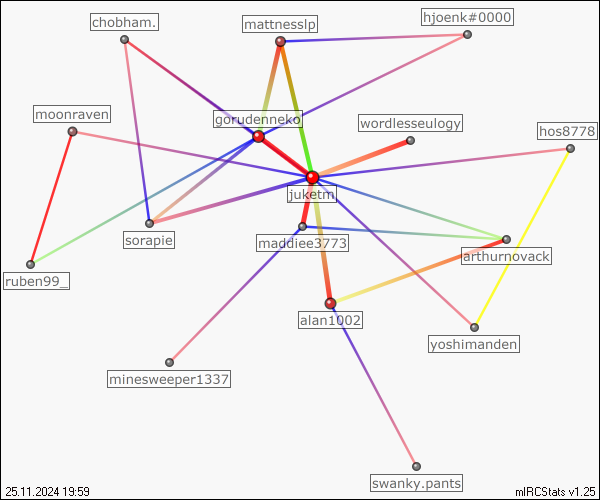 hjoenk#0000
chobham.
mattnesslp
moonraven
gorudenneko
wordlesseulogy
hos8778
juketm
sorapie
maddiee3773
arthurnovack
ruben99_
alan1002
yoshimanden
minesweeper1337
swanky.pants
25.11.2024 19:59
mIRCStats v1.25